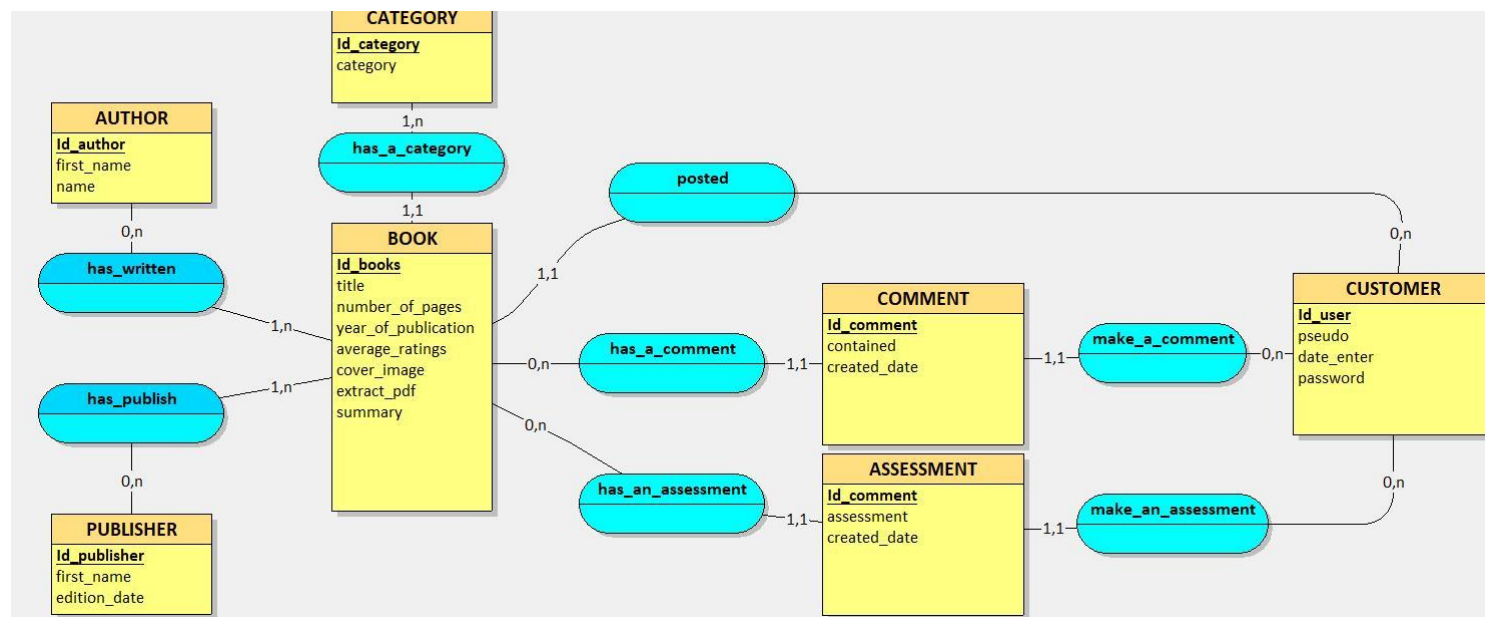 CATEGORY
Id_category
category
1,n
has_a_category
1,1
AUTHOR
Id_author
first_name
name
0,n
has_written
1,n
has_publish
1,n
0,n
PUBLISHER
Id_publisher
first_name
edition_date
BOOK
Id_books
title
number_of_pages
year_of_publication
average_ratings
cover_image
extract_pdf
summary
posted
1,1
0,n
has_a_comment
0,n
1,1
COMMENT
Id_comment
contained
created_date
make_a_comment
1,1
0,n
CUSTOMER
Id_user
pseudo
date_enter
password
has_an_assessment
0,n
1,1
ASSESSMENT
Id_comment
assessment
created_date
make_an_assessment
1,1
0,n